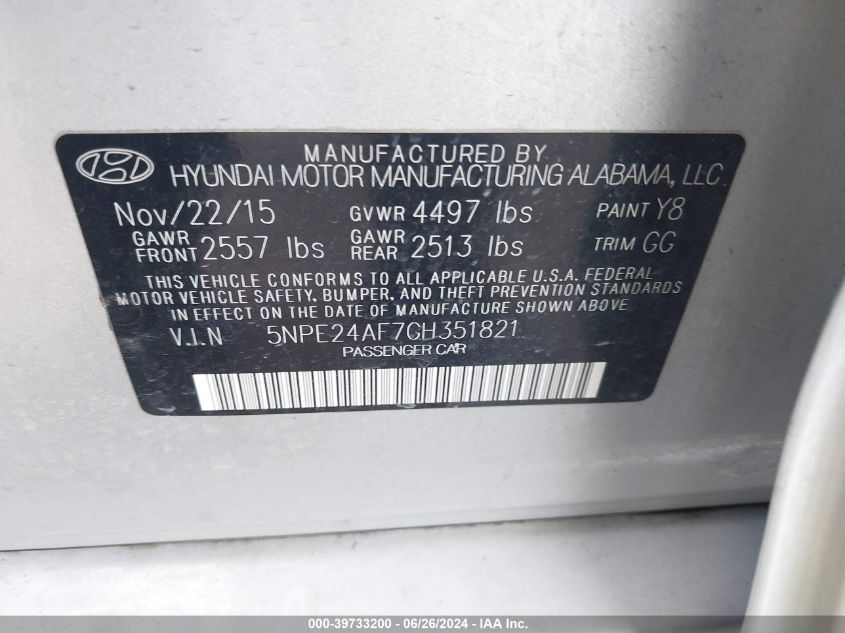 MANUFACTURED BY
HYUNDAI MOTOR MANUFACTURING ALABAMA, LLC
Nov/22/15 GVWR 4497 lbs PAINT Y8
GAWR FRONT 2557 lbs GAWR REAR 2513 lbs TRIM GG
THIS VEHICLE CONFORMS TO ALL APPLICABLE U.S.A. FEDERAL
MOTOR VEHICLE SAFETY, BUMPER, AND THEFT PREVENTION STANDARDS
IN EFFECT ON THE DATE OF MANUFACTURE SHOWN ABOVE
V.I.N 5NPE24AF7GH351821
PASSENGER CAR
000-39733200 - 06/26/2024 - IAA Inc.